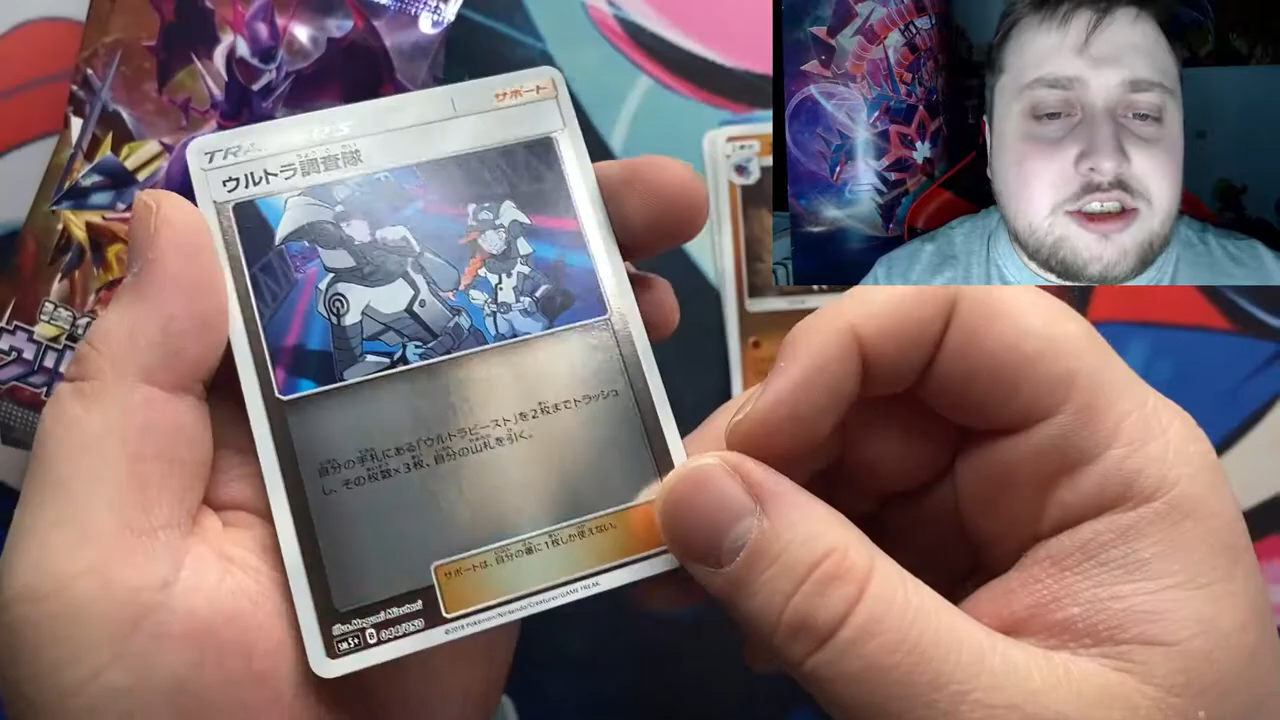 サポート
TRA
ウルトラ調査隊
自分の手札にある「ウルトラビースト」を2枚までトラッシュ
し、その枚数×3枚、自分の山札を引く。
サポートは、自分の番に1枚しか使えない。
Illus. Megumi Mizutani
SM5+ B 044/050
©2018 Pokémon/Nintendo/Creatures/GAME FREAK